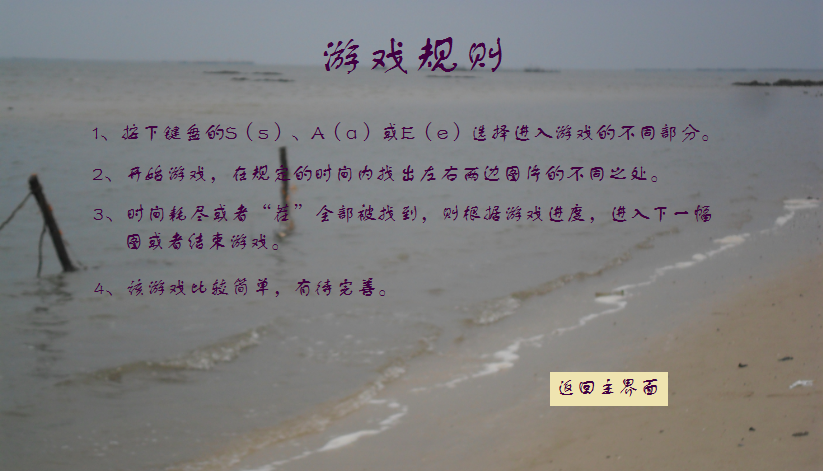 游戏规则
1、按下键盘的S（s）、A（a）或E（e）选择进入游戏的不同部分。
2、开始游戏，在规定的时间内找出左右两边图片的不同之处。
3、时间耗尽或者“茬”全部被找到，则根据游戏进度，进入下一幅
图或者结束游戏。
4、该游戏比较简单，有待完善。
返回主界面